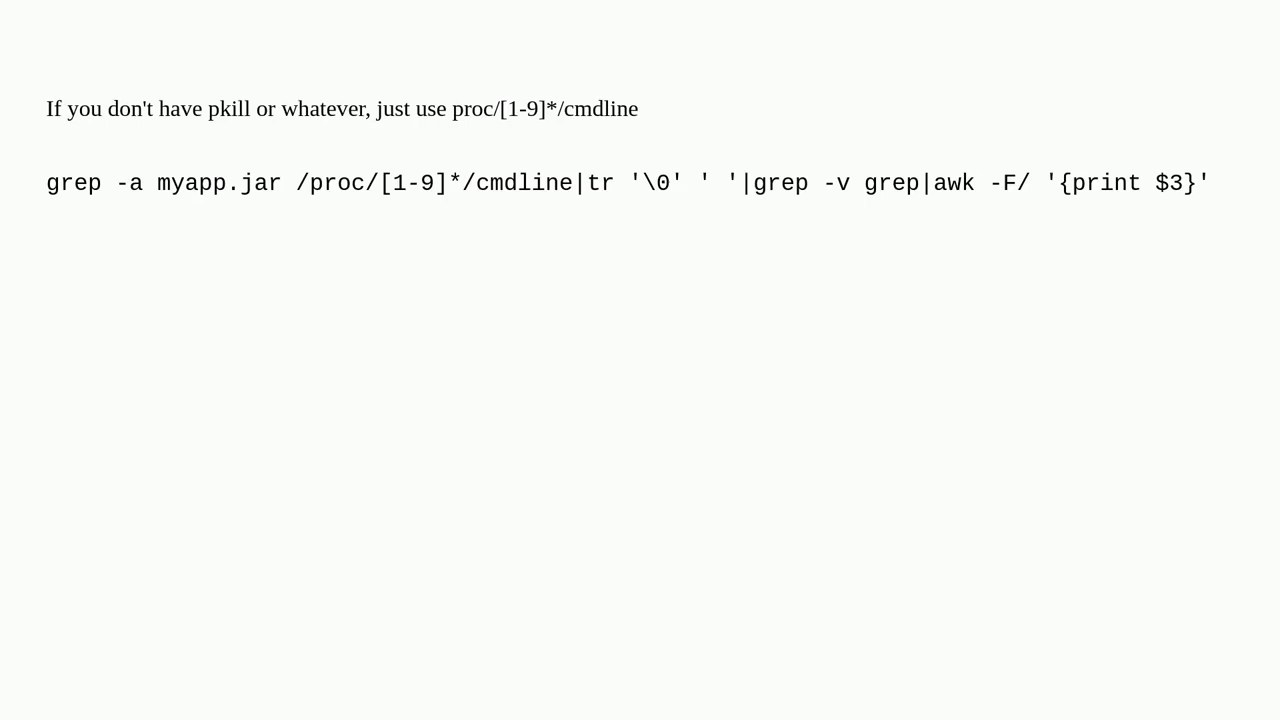 If you don't have pkill or whatever, just use proc/[1-9]*/cmdline
grep -a myapp.jar /proc/[1-9]*/cmdline|tr '\0' ' '|grep -v grep|awk -F/ '{print $3}'